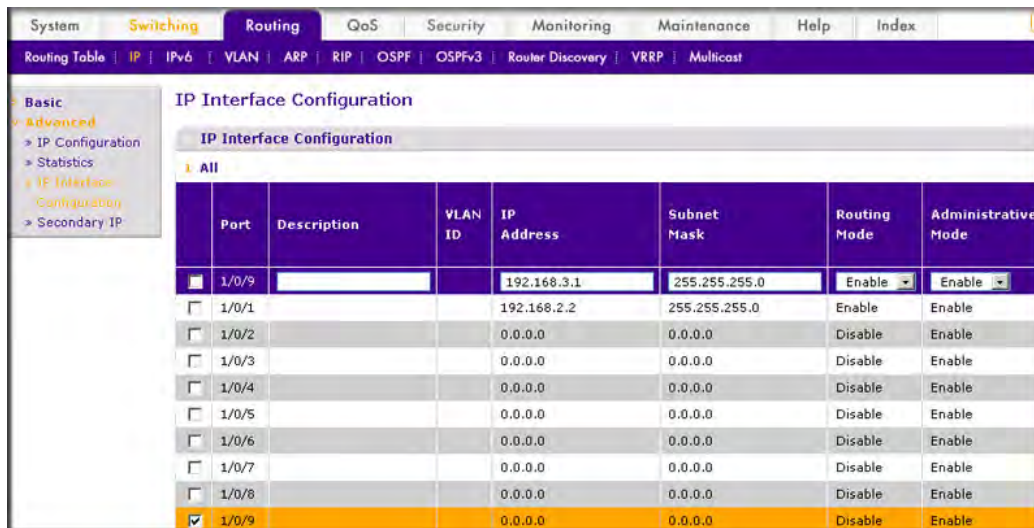 System Switching Routing QoS Security Monitoring Maintenance Help Index
Routing Table | IP | IPv6 | VLAN | ARP | RIP | OSPF | OSPFv3 | Router Discovery | VRRP | Multicast
Basic
Advanced
» IP Configuration
» Statistics
» IP Interface
Configuration
» Secondary IP
IP Interface Configuration
IP Interface Configuration
1 All
Port Description VLAN ID IP Address Subnet Mask Routing Mode Administrative Mode
1/0/9 192.168.3.1 255.255.255.0 Enable Enable
1/0/1 192.168.2.2 255.255.255.0 Enable Enable
1/0/2 0.0.0.0 0.0.0.0 Disable Enable
1/0/3 0.0.0.0 0.0.0.0 Disable Enable
1/0/4 0.0.0.0 0.0.0.0 Disable Enable
1/0/5 0.0.0.0 0.0.0.0 Disable Enable
1/0/6 0.0.0.0 0.0.0.0 Disable Enable
1/0/7 0.0.0.0 0.0.0.0 Disable Enable
1/0/8 0.0.0.0 0.0.0.0 Disable Enable
1/0/9 0.0.0.0 0.0.0.0 Disable Enable